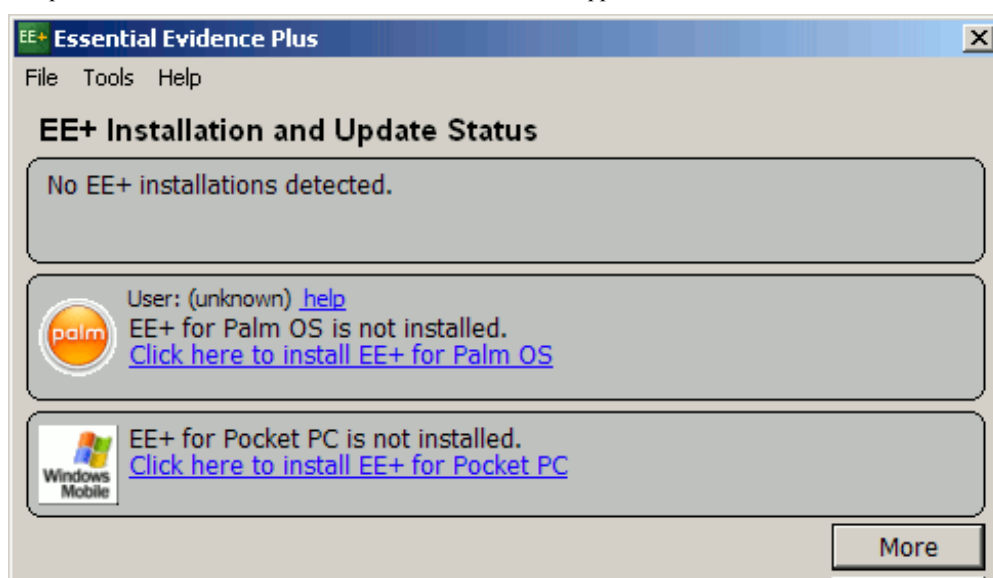 EE+ Essential Evidence Plus
File Tools Help
EE+ Installation and Update Status
No EE+ installations detected.
User: (unknown) help
palm
EE+ for Palm OS is not installed.
Click here to install EE+ for Palm OS
EE+ for Pocket PC is not installed.
Click here to install EE+ for Pocket PC
Windows
Mobile
More